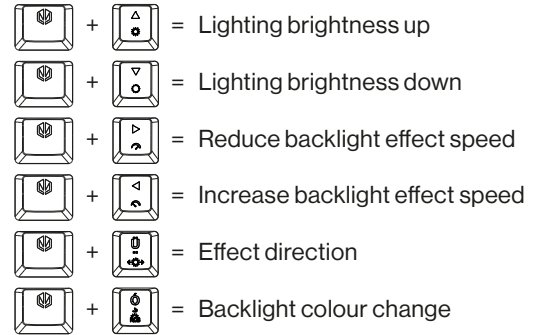 + = Lighting brightness up
+ = Lighting brightness down
+ = Reduce backlight effect speed
+ = Increase backlight effect speed
+ = Effect direction
+ = Backlight colour change